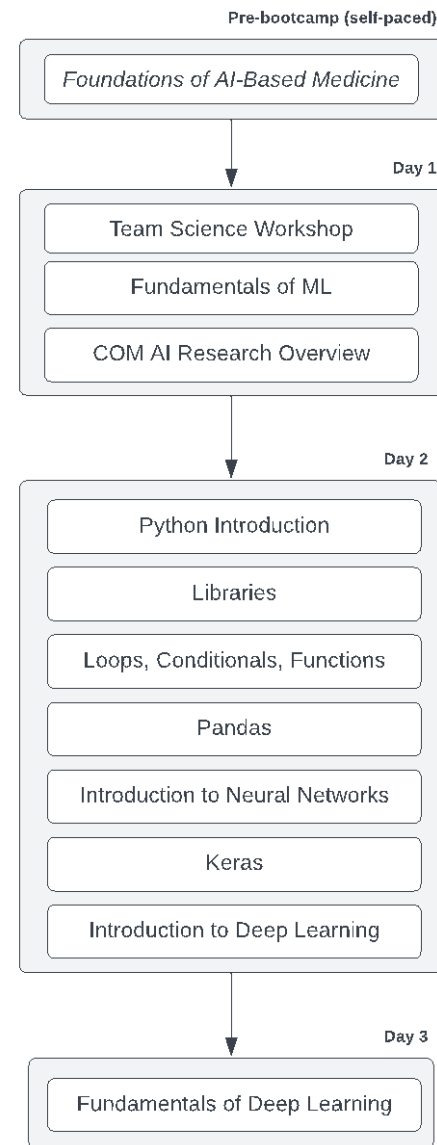 Pre-bootcamp (self-paced)
Foundations of AI-Based Medicine
Day 1
Team Science Workshop
Fundamentals of ML
COM AI Research Overview
Day 2
Python Introduction
Libraries
Loops, Conditionals, Functions
Pandas
Introduction to Neural Networks
Keras
Introduction to Deep Learning
Day 3
Fundamentals of Deep Learning